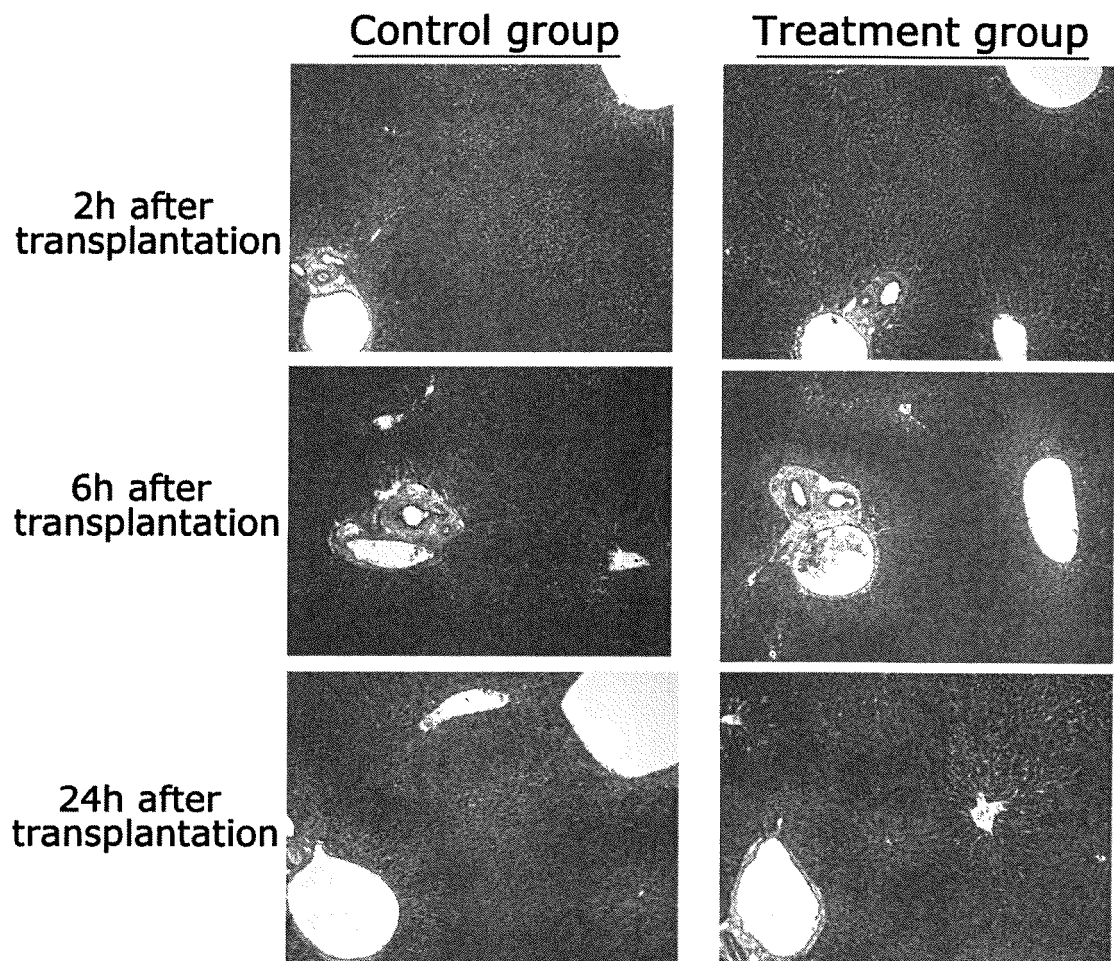 Control group
Treatment group
2h after
transplantation
6h after
transplantation
24h after
transplantation